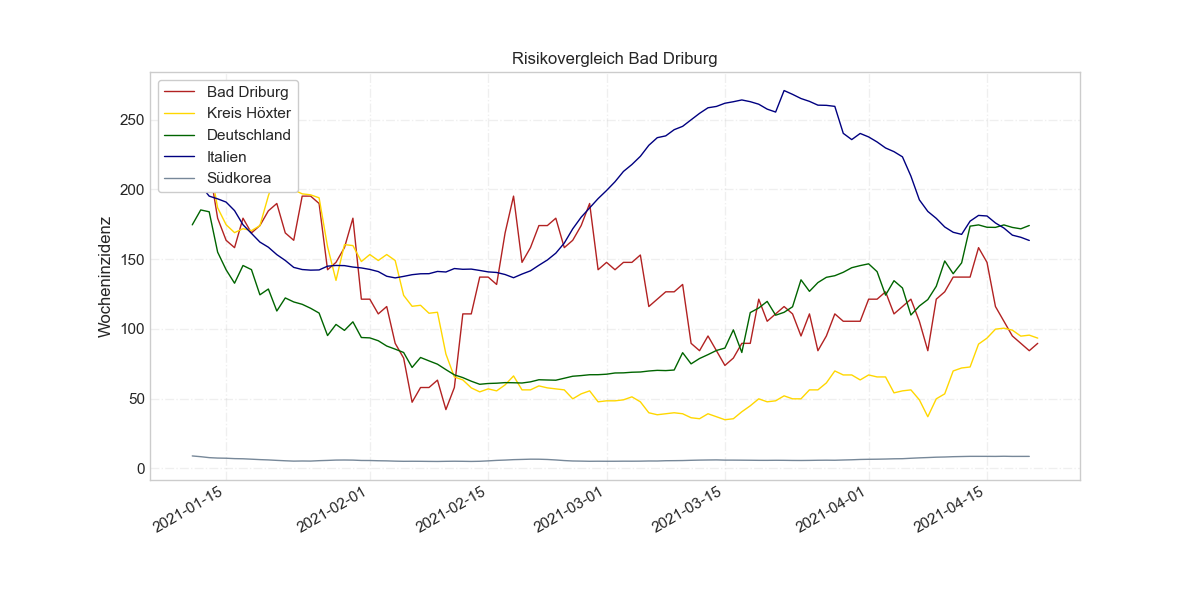 Risikovergleich Bad Driburg
Bad Driburg
Kreis Höxter
Deutschland
Italien
Südkorea
Wocheninzidenz
250
200
150
100
50
0
2021-01-15
2021-02-01
2021-02-15
2021-03-01
2021-03-15
2021-04-01
2021-04-15